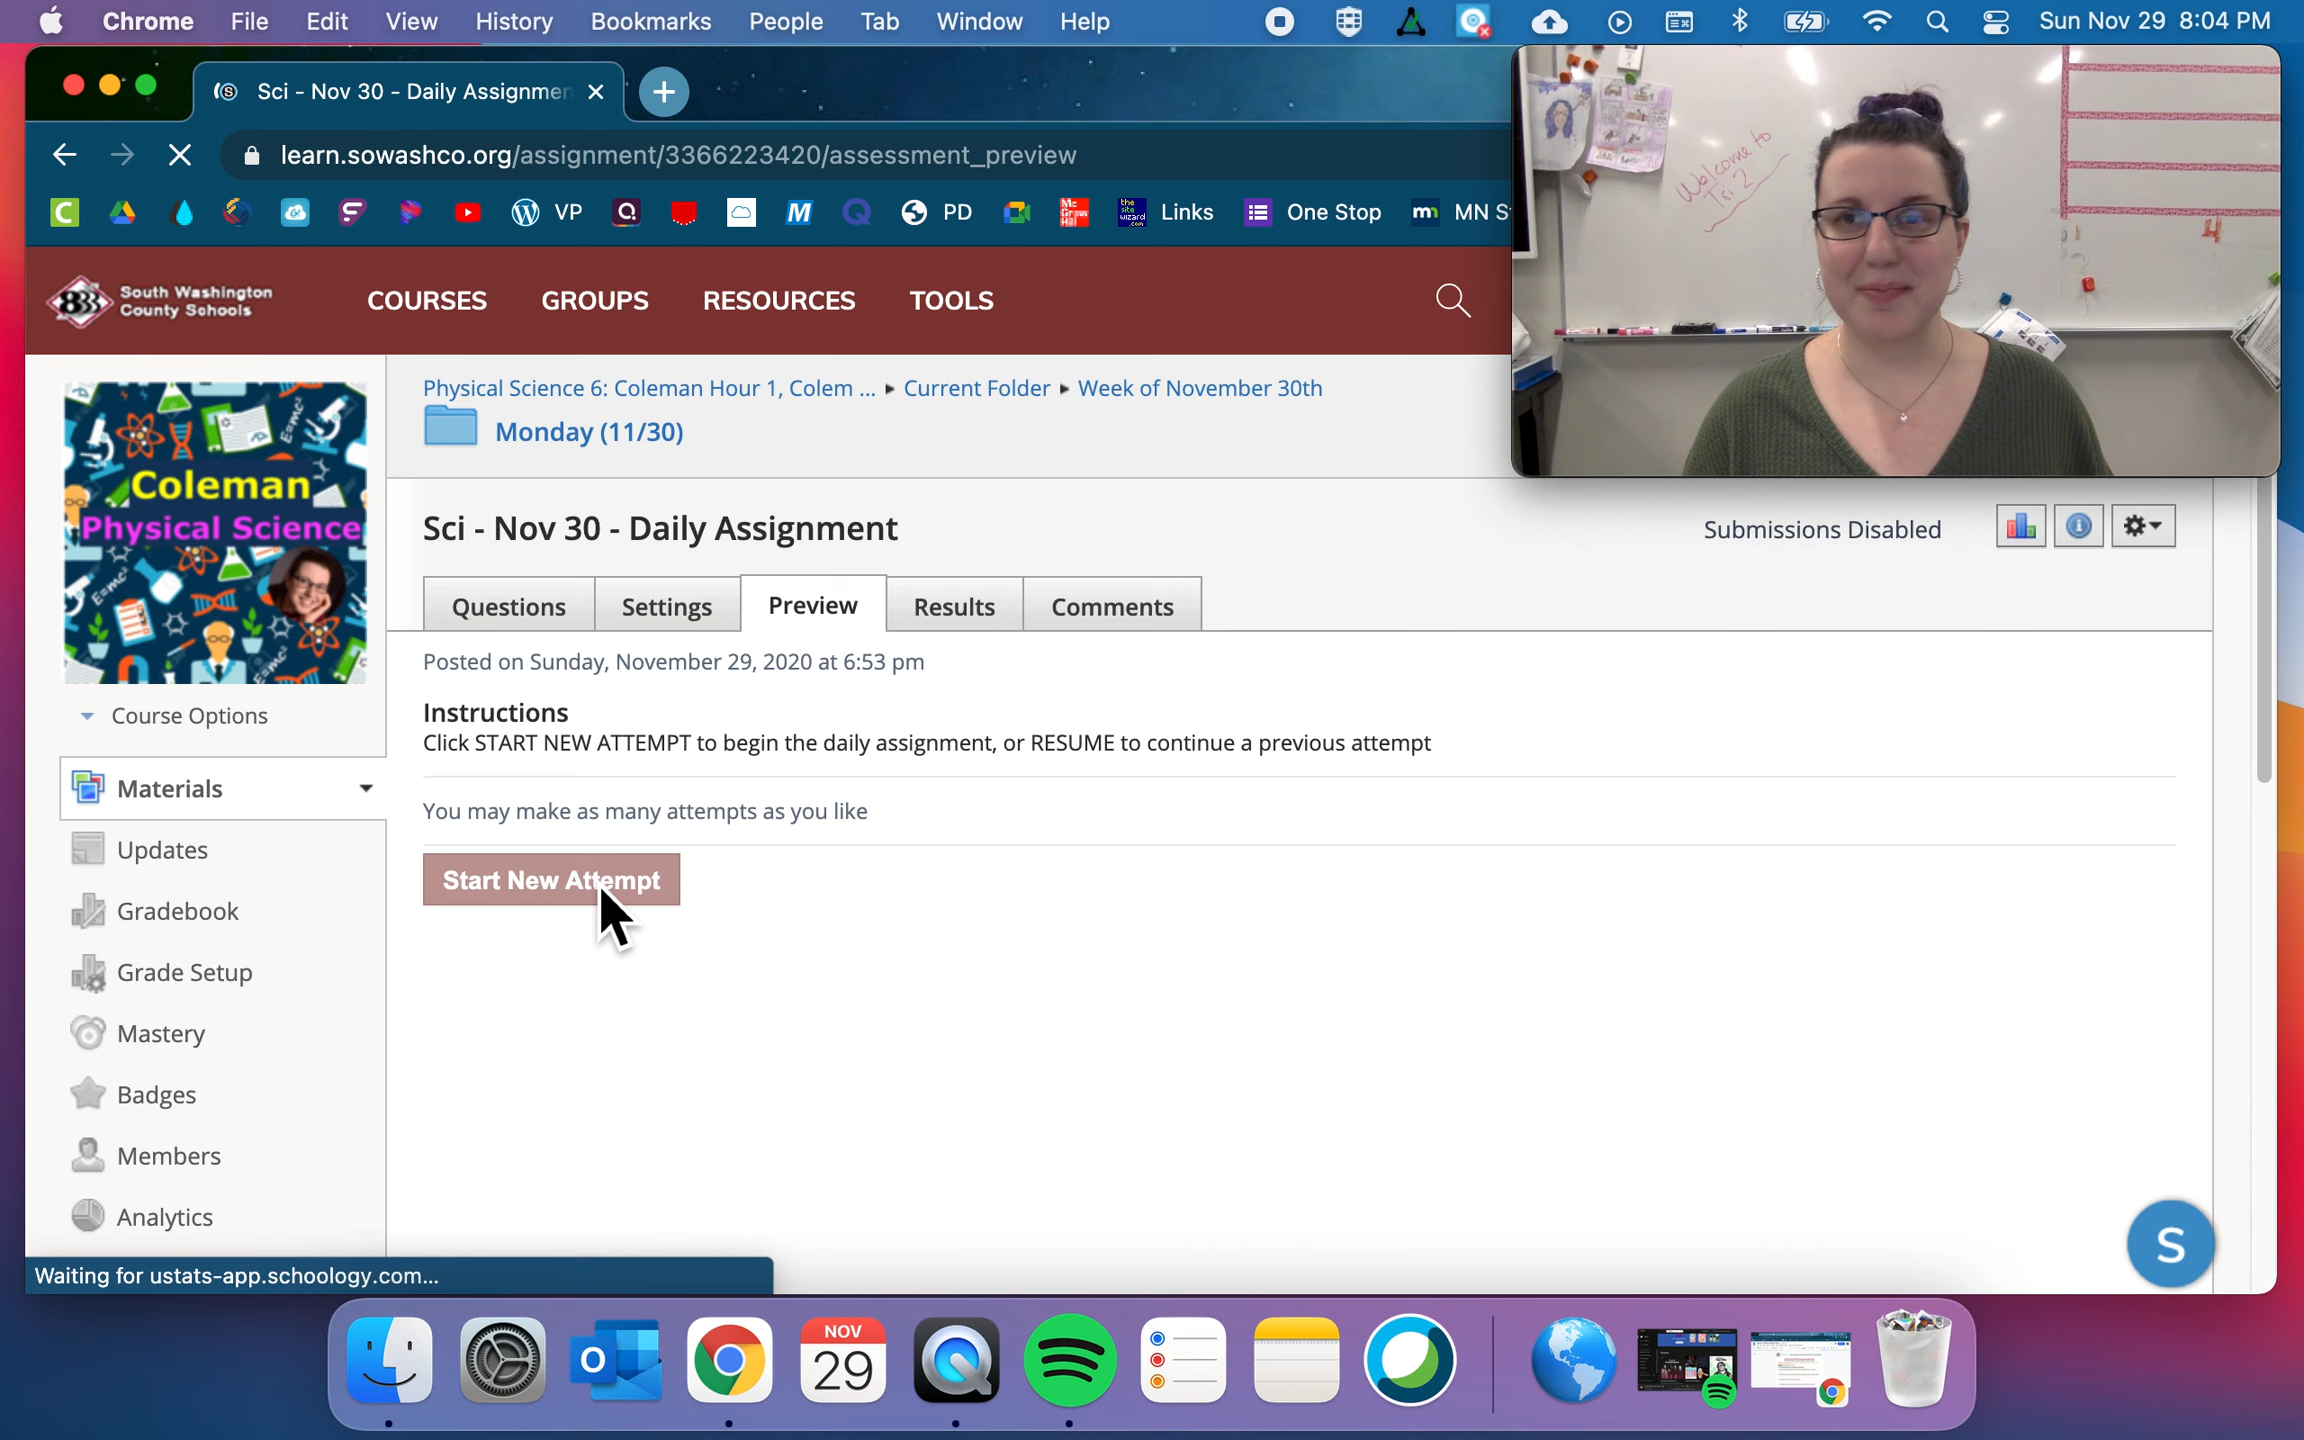 Chrome File Edit View History Bookmarks People Tab Window Help Sun Nov 29 8:04 PM
Sci - Nov 30 - Daily Assignmen
learn.sowashco.org/assignment/3366223420/assessment_preview
VP PD Links One Stop MN S
Welcome to
Tri 2
4
833 South Washington
County Schools
COURSES GROUPS RESOURCES TOOLS
Physical Science 6: Coleman Hour 1, Colem ... Current Folder Week of November 30th
Monday (11/30)
Coleman
Physical Science
E=mc²
Sci - Nov 30 - Daily Assignment
Submissions Disabled
Questions Settings Preview Results Comments
Posted on Sunday, November 29, 2020 at 6:53 pm
Instructions
Click START NEW ATTEMPT to begin the daily assignment, or RESUME to continue a previous attempt
You may make as many attempts as you like
Start New Attempt
Course Options
Materials
Updates
Gradebook
Grade Setup
Mastery
Badges
Members
Analytics
S
Waiting for ustats-app.schoology.com...
NOV
29